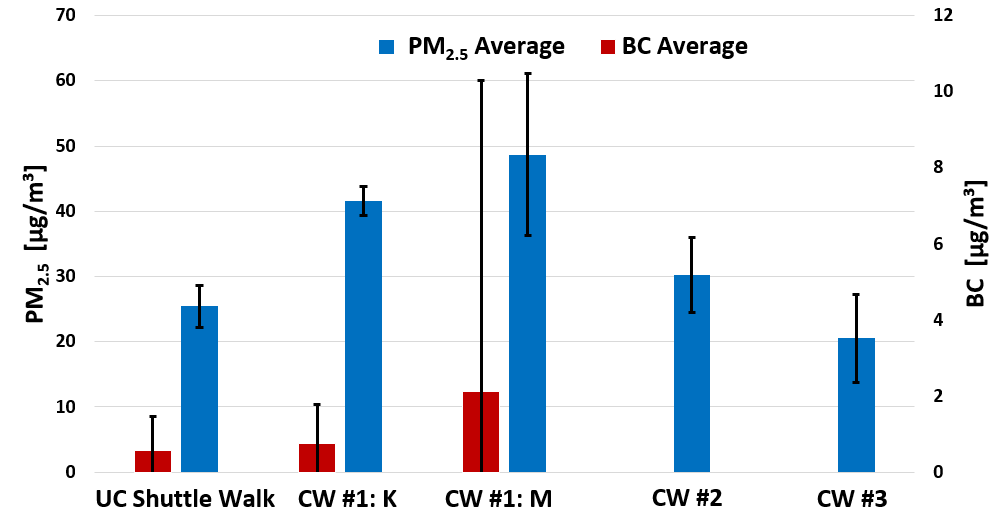 70
60
50
40
30
20
10
0
PM2.5 [µg/m³]
PM2.5 Average
BC Average
12
10
8
6
4
2
0
BC [µg/m³]
UC Shuttle Walk
CW #1: K
CW #1: M
CW #2
CW #3